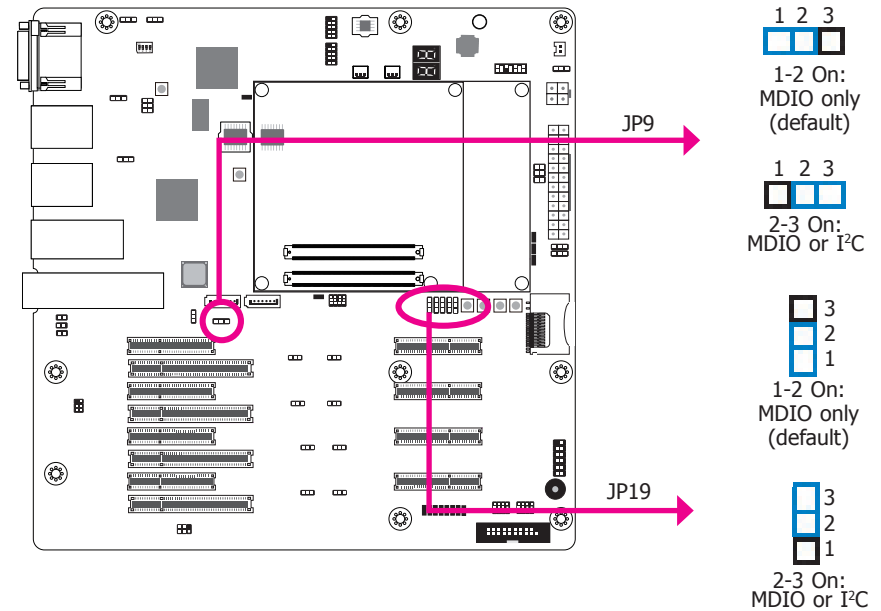 1 2 3
1-2 On:
MDIO only
(default)
JP9
1 2 3
2-3 On:
MDIO or I²C
3
2
1
1-2 On:
MDIO only
(default)
JP19
3
2
1
2-3 On:
MDIO or I²C